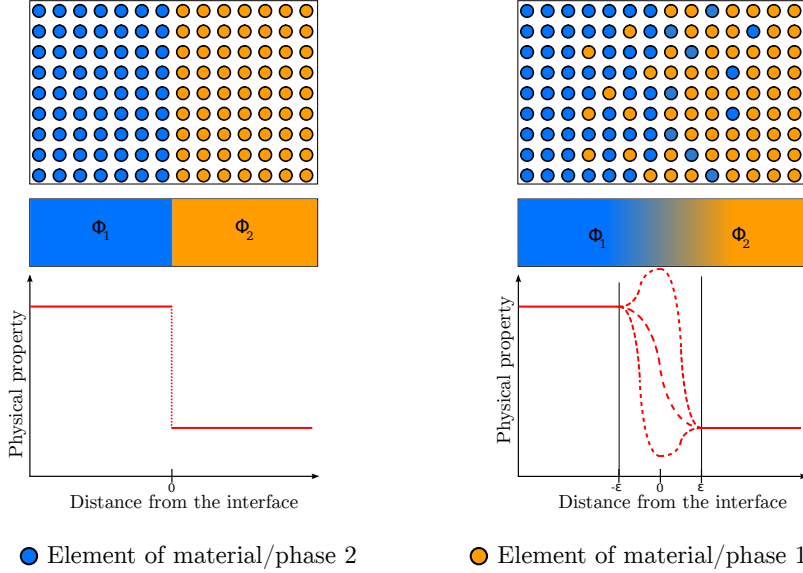 Φ1 Φ2
Φ1 Φ2
Physical property
0
Distance from the interface
Physical property
-ε 0 ε
Distance from the interface
Element of material/phase 2
Element of material/phase 1